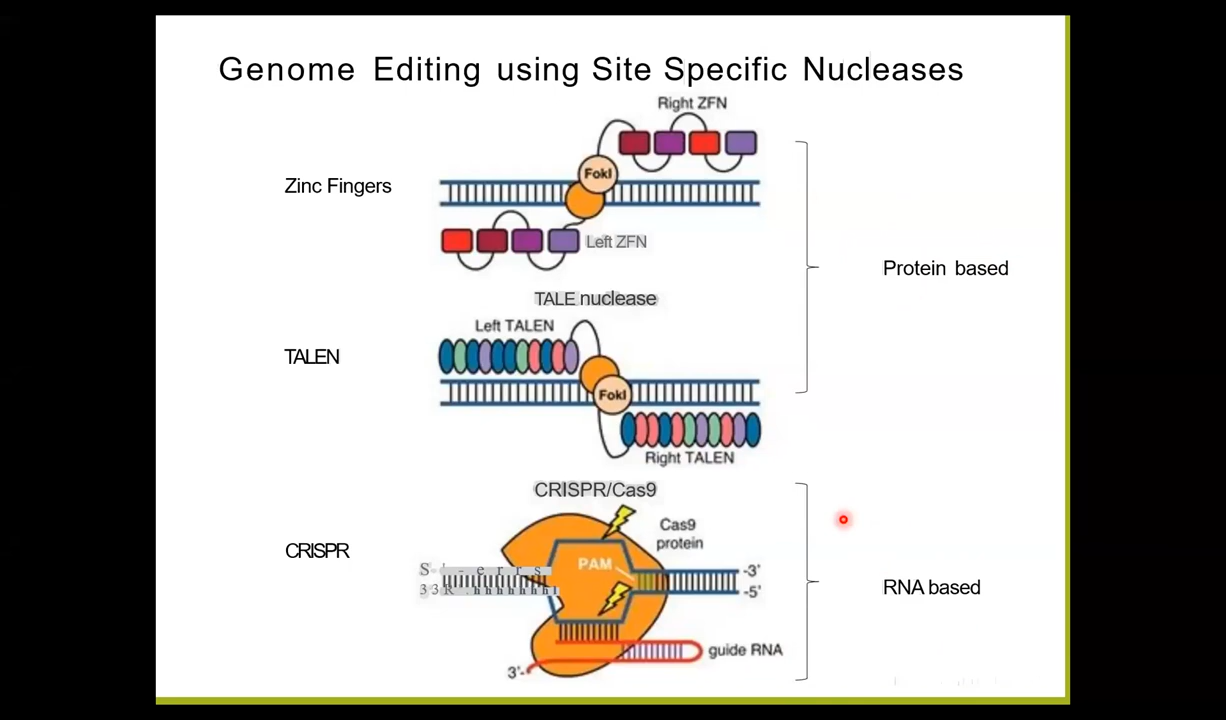 Genome Editing using Site Specific Nucleases
Right ZFN
FokI
Zinc Fingers
Left ZFN
Protein based
TALE nuclease
Left TALEN
TALEN
FokI
Right TALEN
CRISPR/Cas9
Cas9
protein
CRISPR
PAM
-3'
-5'
RNA based
guide RNA
3'-